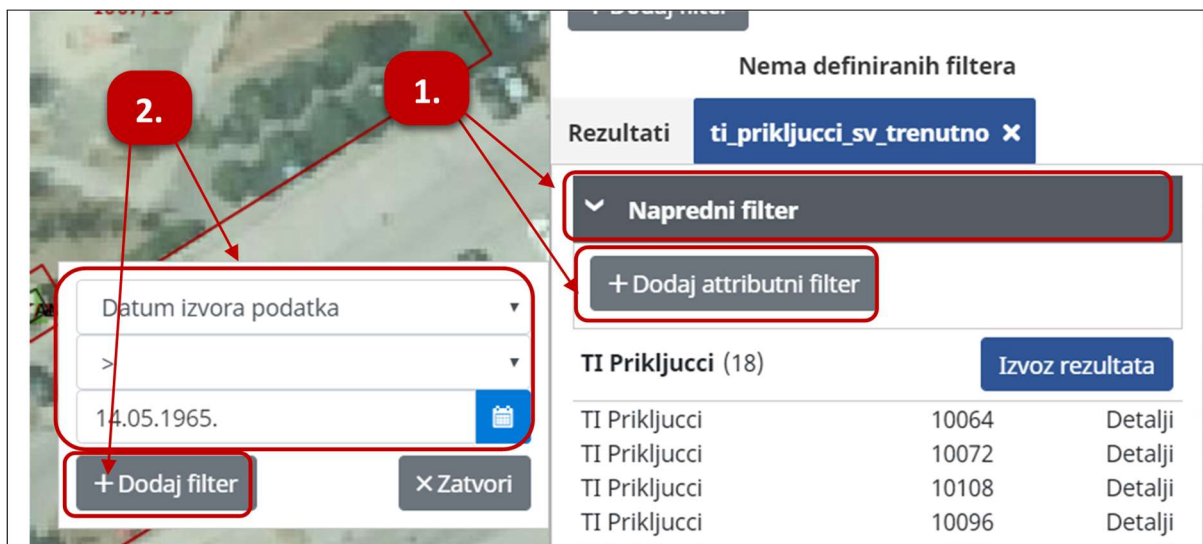 2.
1.
Datum izvora podatka
>
14.05.1965.
+ Dodaj filter
× Zatvori
Nema definiranih filtera
Rezultati
ti_prikljucci_sv_trenutno ×
Napredni filter
+ Dodaj attributni filter
TI Prikljucci (18)
Izvoz rezultata
TI Prikljucci 10064 Detalji
TI Prikljucci 10072 Detalji
TI Prikljucci 10108 Detalji
TI Prikljucci 10096 Detalji